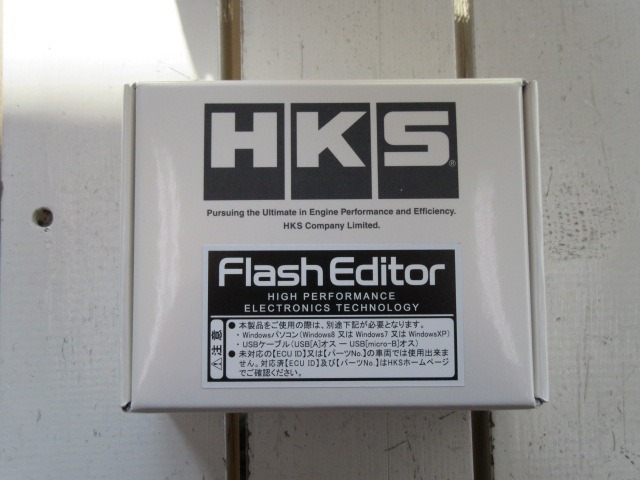 HKS®
Pursuing the Ultimate in Engine Performance and Efficiency.
HKS Company Limited.
Flash Editor
HIGH PERFORMANCE
ELECTRONICS TECHNOLOGY
⚠注意
●本製品をご使用の際は、別途下記が必要となります。
・Windowsパソコン(Windows8 又は Windows7 又は WindowsXP)
・USBケーブル(USB[A]オス ー USB[micro-B]オス)
●未対応の【ECU ID】又は【パーツNo.】の車両では使用出来ま
せん。対応済【ECU ID】及び【パーツNo.】はHKSホームページ
でご確認ください。